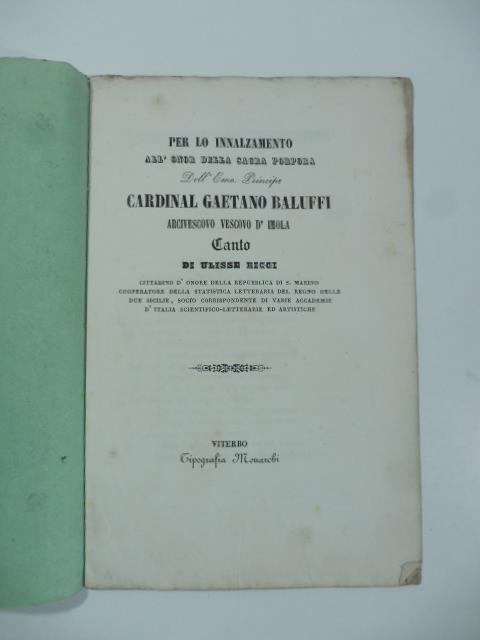 PER LO INNALZAMENTO
ALL' ONOR DELLA SACRA PORPORA
Dell' Emo. Principe
CARDINAL GAETANO BALUFFI
ARCIVESCOVO VESCOVO D' IMOLA
Canto
DI ULISSE RICCI
CITTADINO D' ONORE DELLA REPUBBLICA DI S. MARINO
COOPERATORE DELLA STATISTICA LETTERARIA DEL REGNO DELLE
DUE SICILIE, SOCIO CORRISPONDENTE DI VARIE ACCADEMIE
D' ITALIA SCIENTIFICO-LETTERARIE ED ARTISTICHE
VITERBO
Tipografia Monarchi